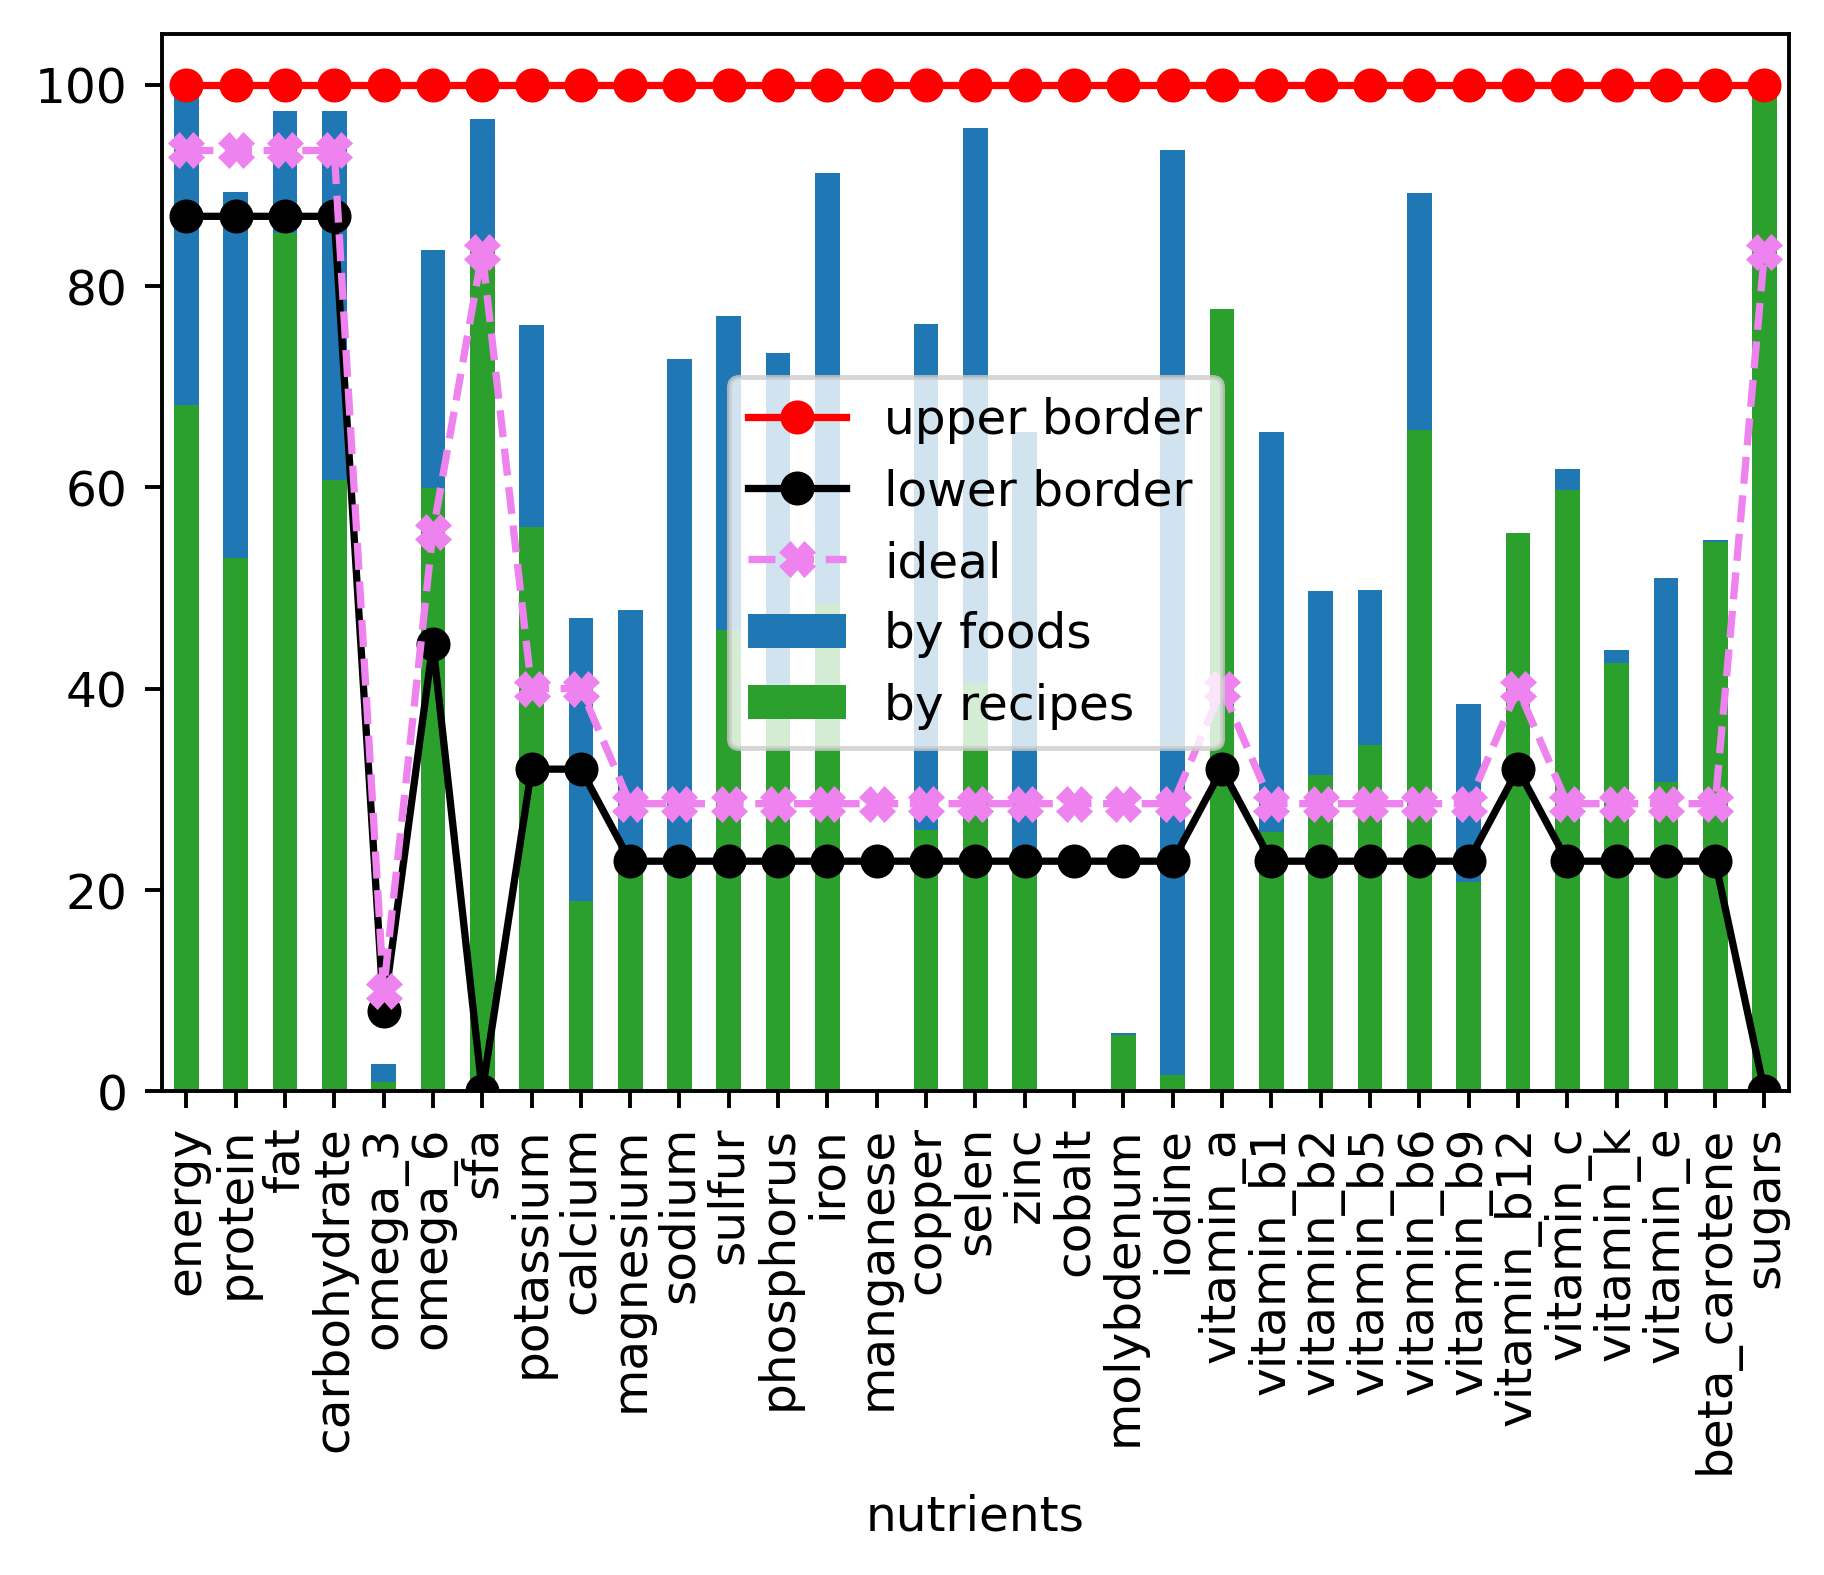 100
80
60
40
20
0
upper border
lower border
ideal
by foods
by recipes
energy
protein
fat
carbohydrate
omega_3
omega_6
sfa
potassium
calcium
magnesium
sodium
sulfur
phosphorus
iron
manganese
copper
selen
zinc
cobalt
molybdenum
iodine
vitamin_a
vitamin_b1
vitamin_b2
vitamin_b5
vitamin_b6
vitamin_b9
vitamin_b12
vitamin_c
vitamin_k
vitamin_e
beta_carotene
sugars
nutrients